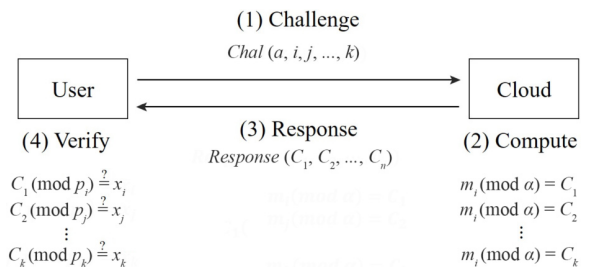 (1) Challenge
Chal (a, i, j, ..., k)
User
Cloud
(3) Response
Response (C₁, C₂, ..., Cₙ)
(4) Verify
C₁(mod pᵢ) ≟ xᵢ
C₂(mod pⱼ) ≟ xⱼ
⋮
Cₖ(mod pₖ) ≟ xₖ
(2) Compute
mᵢ(mod α) = C₁
mᵢ(mod α) = C₂
⋮
mᵢ(mod α) = Cₖ